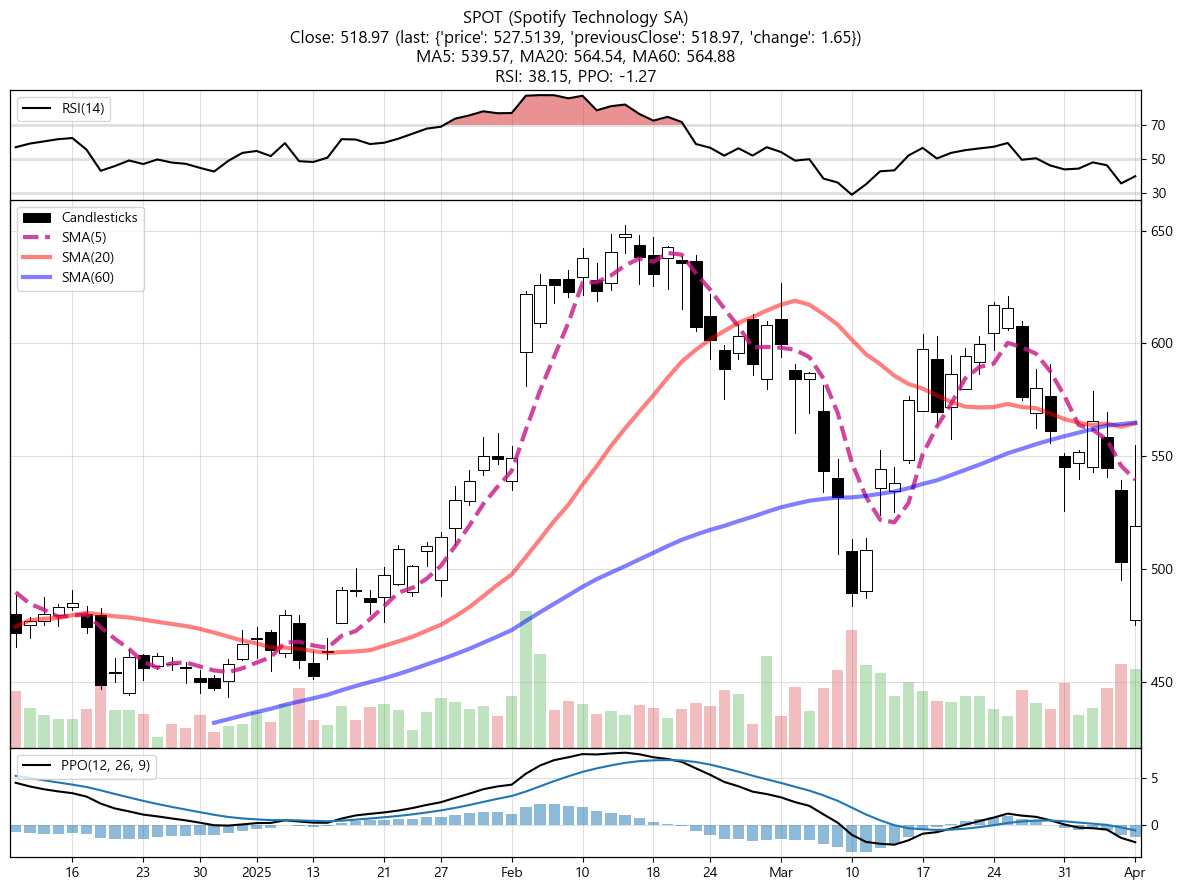 SPOT (Spotify Technology SA)
Close: 518.97 (last: {'price': 527.5139, 'previousClose': 518.97, 'change': 1.65})
MA5: 539.57, MA20: 564.54, MA60: 564.88
RSI: 38.15, PPO: -1.27
RSI(14)
70
50
30
Candlesticks
SMA(5)
SMA(20)
SMA(60)
650
600
550
500
450
PPO(12, 26, 9)
5
0
16 23 30 2025 13 21 27 Feb 10 18 24 Mar 10 17 24 31 Apr